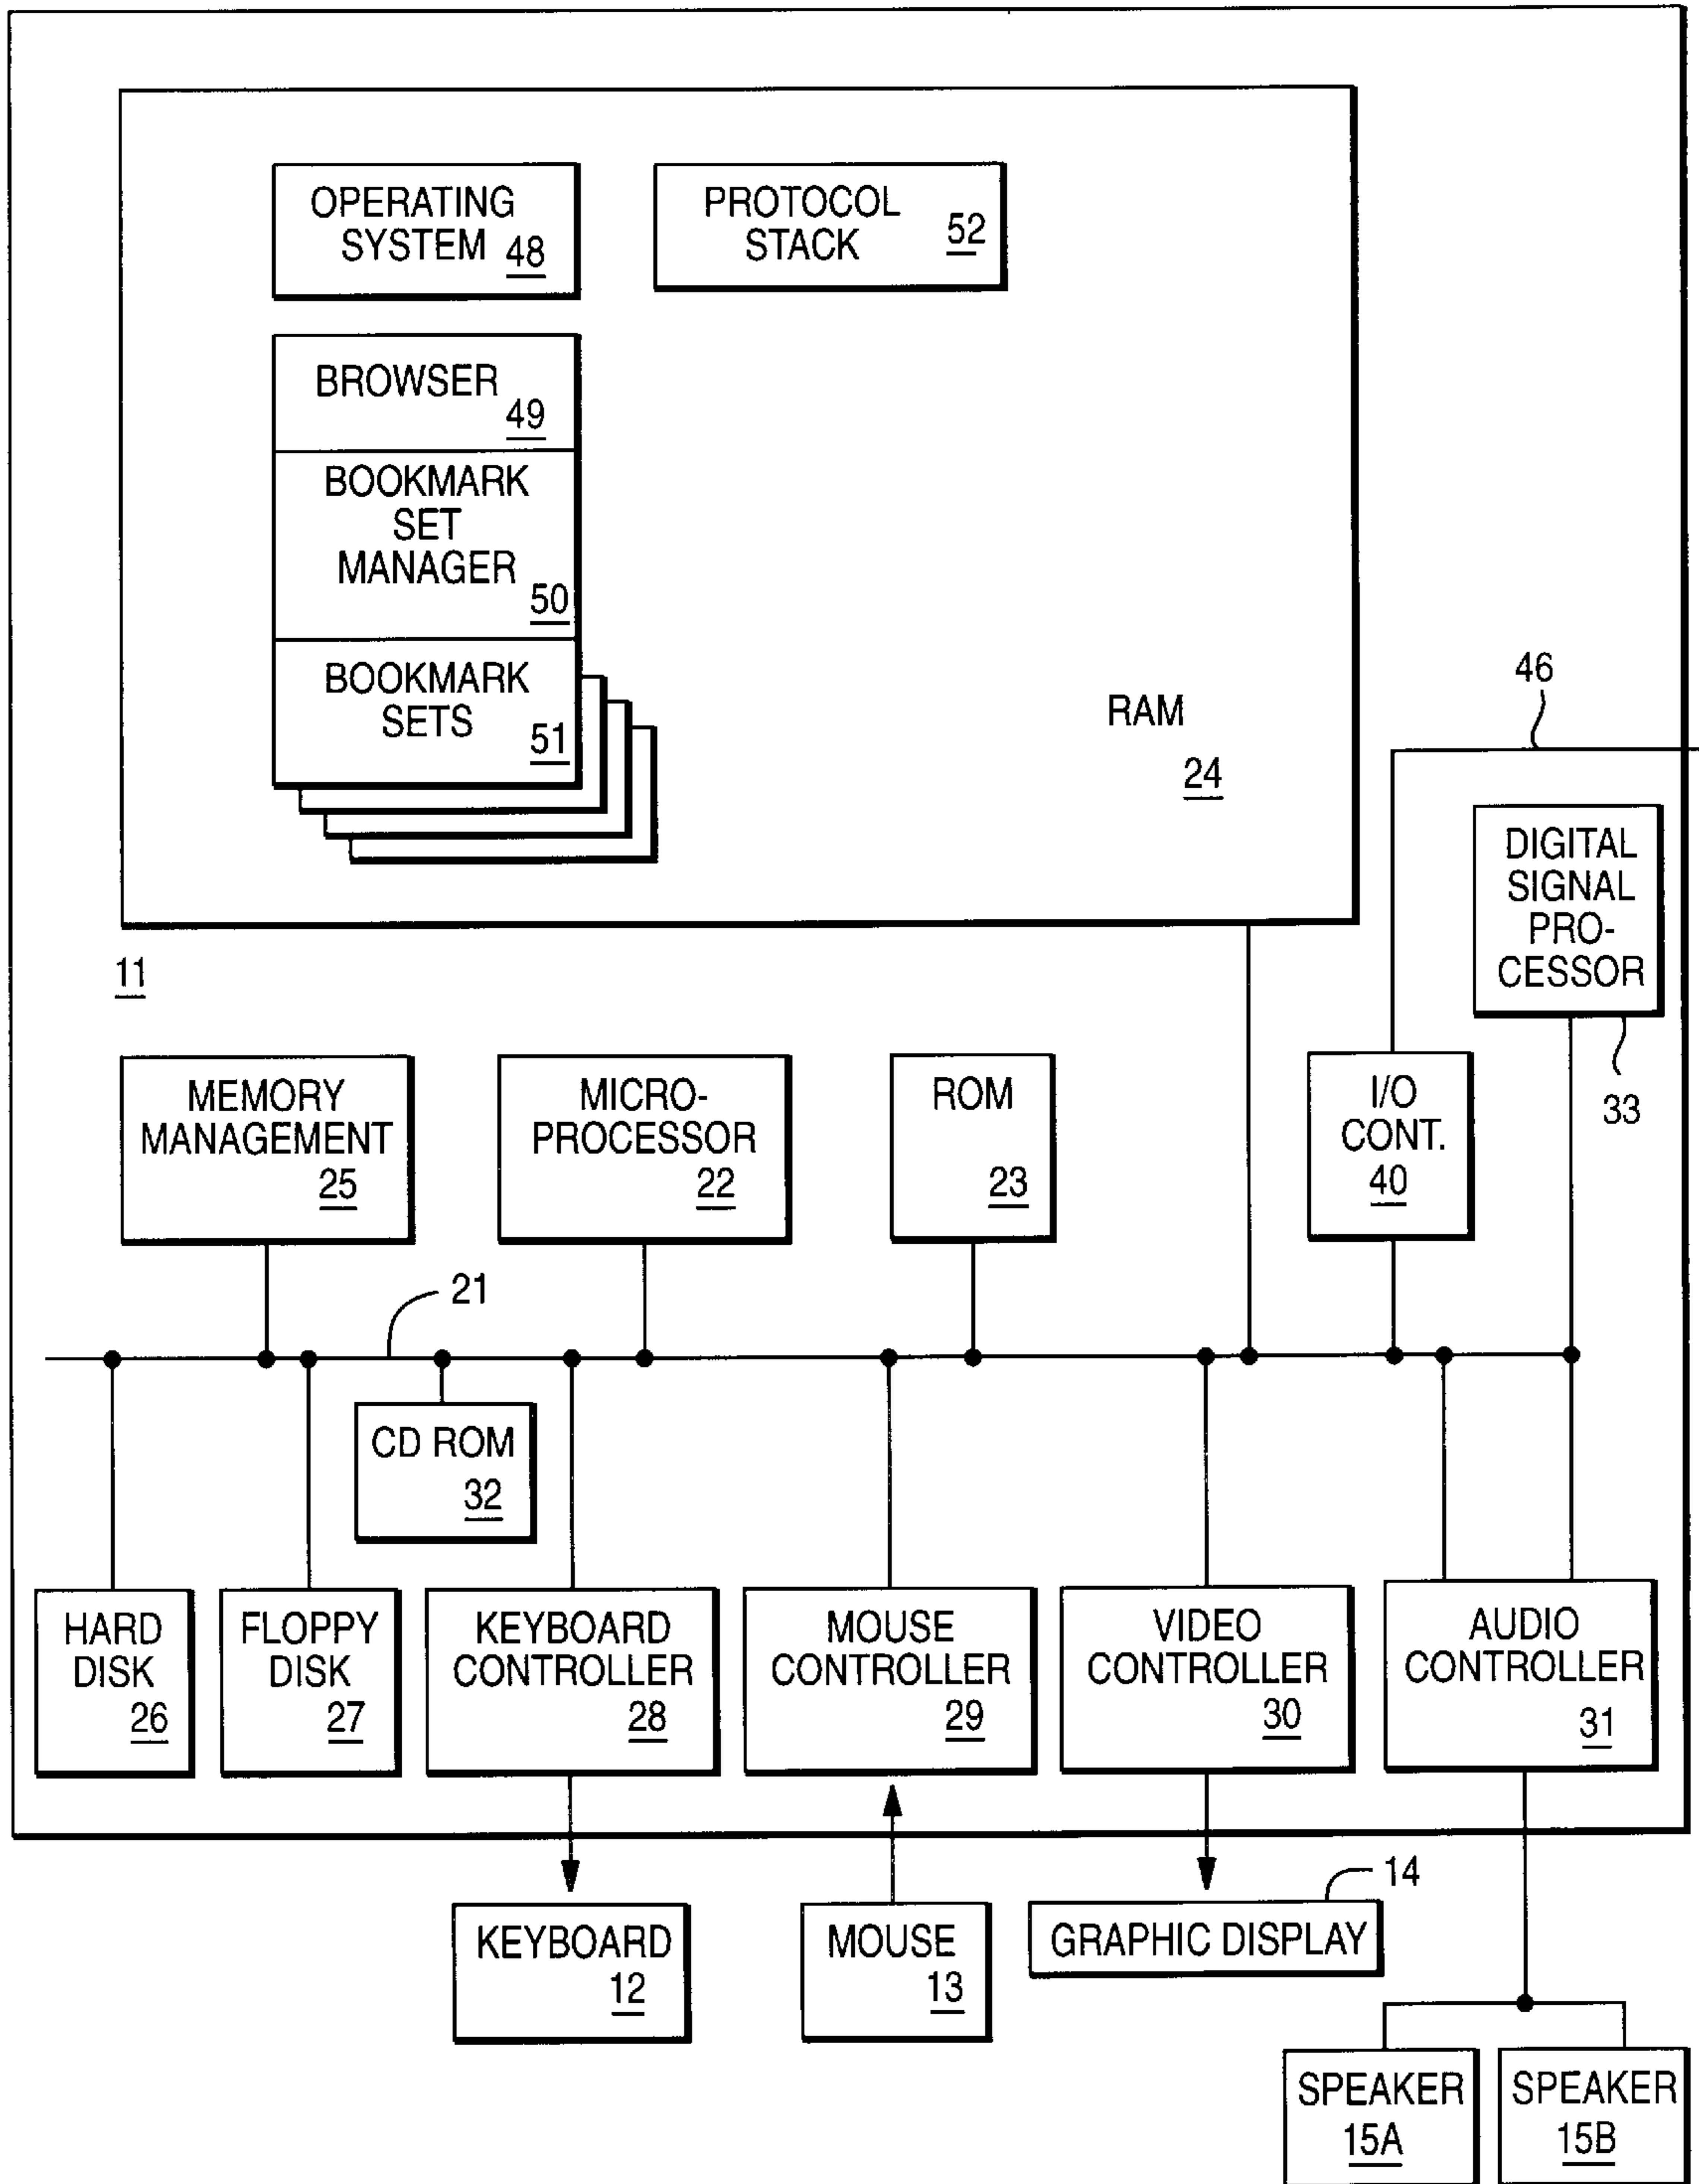 OPERATING
SYSTEM 48
PROTOCOL
STACK 52
BROWSER
49
BOOKMARK
SET
MANAGER
50
BOOKMARK
SETS
51
RAM
24
46
DIGITAL
SIGNAL
PRO-
CESSOR
33
11
MEMORY
MANAGEMENT
25
MICRO-
PROCESSOR
22
ROM
23
I/O
CONT.
40
21
CD ROM
32
HARD
DISK
26
FLOPPY
DISK
27
KEYBOARD
CONTROLLER
28
MOUSE
CONTROLLER
29
VIDEO
CONTROLLER
30
AUDIO
CONTROLLER
31
KEYBOARD
12
MOUSE
13
14
GRAPHIC DISPLAY
SPEAKER
15A
SPEAKER
15B